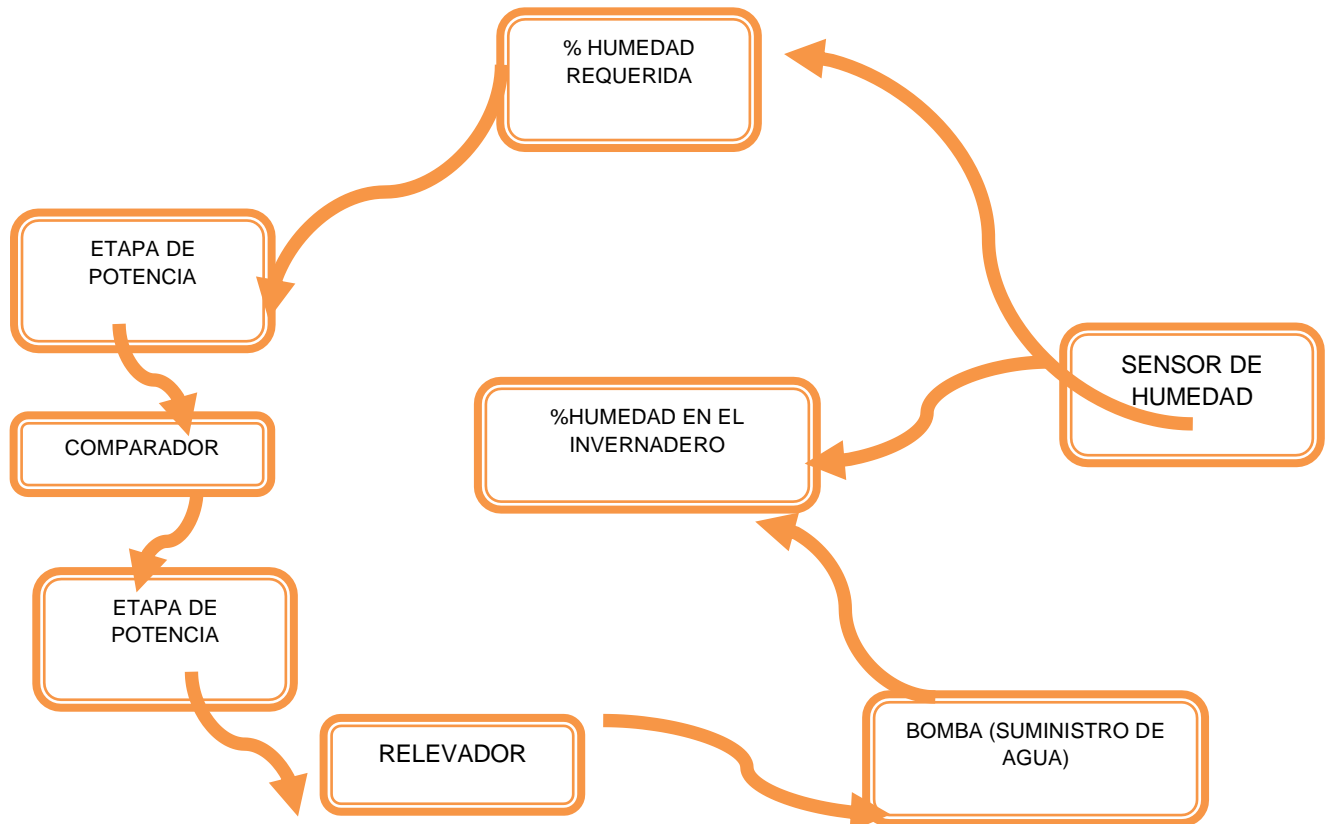 % HUMEDAD
REQUERIDA
ETAPA DE
POTENCIA
SENSOR DE
HUMEDAD
%HUMEDAD EN EL
INVERNADERO
COMPARADOR
ETAPA DE
POTENCIA
RELEVADOR
BOMBA (SUMINISTRO DE
AGUA)